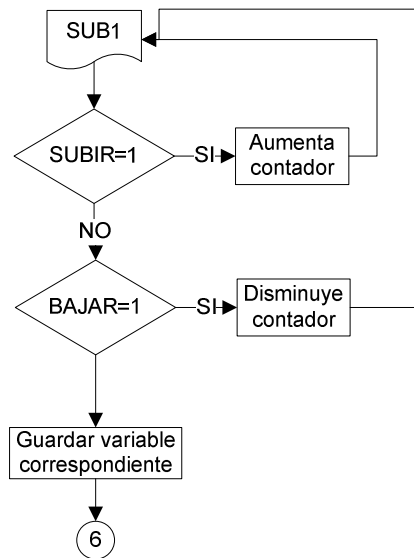 SUB1
SUBIR=1
SI
Aumenta
contador
NO
BAJAR=1
SI
Disminuye
contador
Guardar variable
correspondiente
6